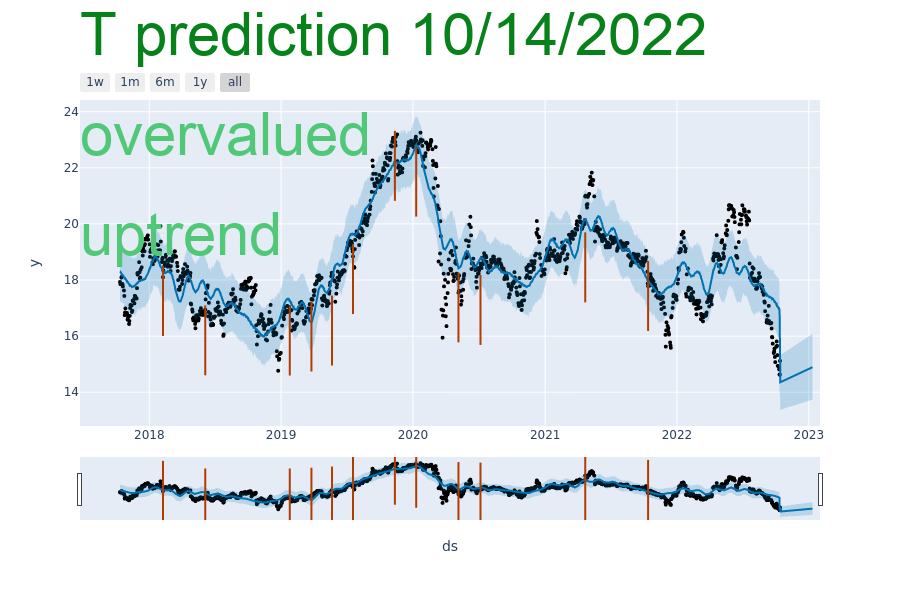 T prediction 10/14/2022
1w 1m 6m 1y all
overvalued
uptrend
24
22
20
18
16
14
y
2018 2019 2020 2021 2022 2023
ds